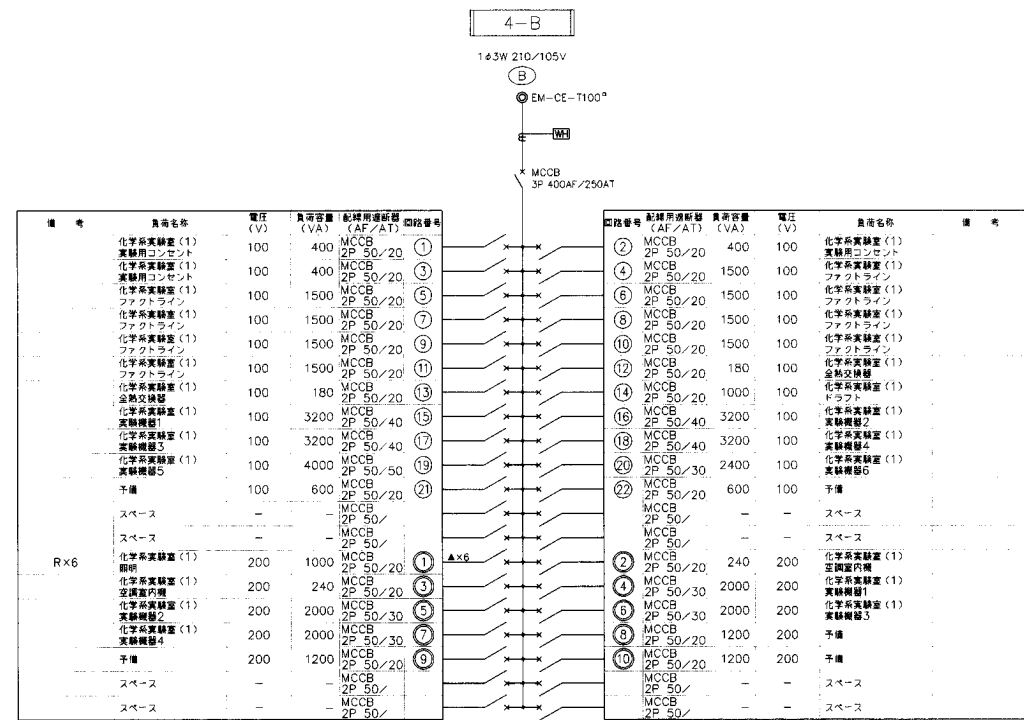 4-B
1φ3W 210/105V
B
EM-CE-T100°
WH
MCCB
3P 400AF/250AT
備 考 負荷名称 電圧(V) 負荷容量(VA) 配線用遮断器(AF/AT) 回路番号
化学系実験室(1) 実験用コンセント 100 400 MCCB 2P 50/20 1
化学系実験室(1) 実験用コンセント 100 400 MCCB 2P 50/20 3
化学系実験室(1) ファクトライン 100 1500 MCCB 2P 50/20 5
化学系実験室(1) ファクトライン 100 1500 MCCB 2P 50/20 7
化学系実験室(1) ファクトライン 100 1500 MCCB 2P 50/20 9
化学系実験室(1) ファクトライン 100 1500 MCCB 2P 50/20 11
化学系実験室(1) 全熱交換器 100 180 MCCB 2P 50/20 13
化学系実験室(1) 実験機器1 100 3200 MCCB 2P 50/40 15
化学系実験室(1) 実験機器3 100 3200 MCCB 2P 50/40 17
化学系実験室(1) 実験機器5 100 4000 MCCB 2P 50/50 19
予備 100 600 MCCB 2P 50/20 21
スペース - - MCCB 2P 50/
スペース - - MCCB 2P 50/
R×6 化学系実験室(1) 照明 200 1000 MCCB 2P 50/20 1 ▲×6
化学系実験室(1) 空調室内機 200 240 MCCB 2P 50/20 3
化学系実験室(1) 実験機器2 200 2000 MCCB 2P 50/30 5
化学系実験室(1) 実験機器4 200 2000 MCCB 2P 50/30 7
予備 200 1200 MCCB 2P 50/20 9
スペース - - MCCB 2P 50/
スペース - - MCCB 2P 50/
回路番号 配線用遮断器(AF/AT) 負荷容量(VA) 電圧(V) 負荷名称 備 考
2 MCCB 2P 50/20 400 100 化学系実験室(1) 実験用コンセント
4 MCCB 2P 50/20 1500 100 化学系実験室(1) ファクトライン
6 MCCB 2P 50/20 1500 100 化学系実験室(1) ファクトライン
8 MCCB 2P 50/20 1500 100 化学系実験室(1) ファクトライン
10 MCCB 2P 50/20 1500 100 化学系実験室(1) ファクトライン
12 MCCB 2P 50/20 180 100 化学系実験室(1) 全熱交換器
14 MCCB 2P 50/20 1000 100 化学系実験室(1) ドラフト
16 MCCB 2P 50/40 3200 100 化学系実験室(1) 実験機器2
18 MCCB 2P 50/40 3200 100 化学系実験室(1) 実験機器4
20 MCCB 2P 50/30 2400 100 化学系実験室(1) 実験機器6
22 MCCB 2P 50/20 600 100 予備
MCCB 2P 50/ - - スペース
MCCB 2P 50/ - - スペース
2 MCCB 2P 50/20 240 200 化学系実験室(1) 空調室内機
4 MCCB 2P 50/30 2000 200 化学系実験室(1) 実験機器1
6 MCCB 2P 50/30 2000 200 化学系実験室(1) 実験機器3
8 MCCB 2P 50/20 1200 200 予備
10 MCCB 2P 50/20 1200 200 予備
MCCB 2P 50/ - - スペース
MCCB 2P 50/ - - スペース